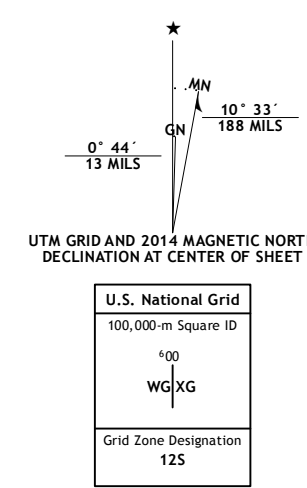 ★
MN
GN
10° 33´
188 MILS
0° 44´
13 MILS
UTM GRID AND 2014 MAGNETIC NORT
DECLINATION AT CENTER OF SHEET
U.S. National Grid
100,000-m Square ID
⁶00
WG XG
Grid Zone Designation
12S